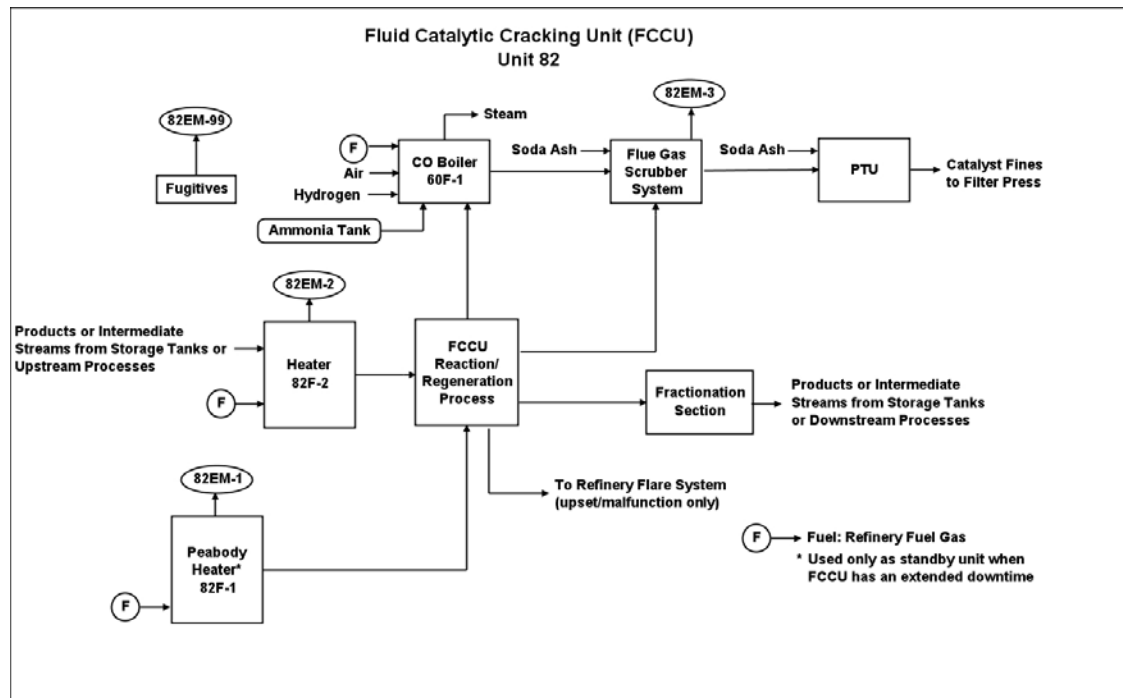 Fluid Catalytic Cracking Unit (FCCU)
Unit 82
82EM-99
Fugitives
F
Air
Hydrogen
Ammonia Tank
Steam
CO Boiler
60F-1
Soda Ash
82EM-3
Flue Gas
Scrubber
System
Soda Ash
PTU
Catalyst Fines
to Filter Press
82EM-2
Products or Intermediate
Streams from Storage Tanks or
Upstream Processes
F
Heater
82F-2
FCCU
Reaction/
Regeneration
Process
Fractionation
Section
Products or Intermediate
Streams from Storage Tanks
or Downstream Processes
82EM-1
Peabody
Heater*
82F-1
F
To Refinery Flare System
(upset/malfunction only)
F
Fuel: Refinery Fuel Gas
* Used only as standby unit when
FCCU has an extended downtime